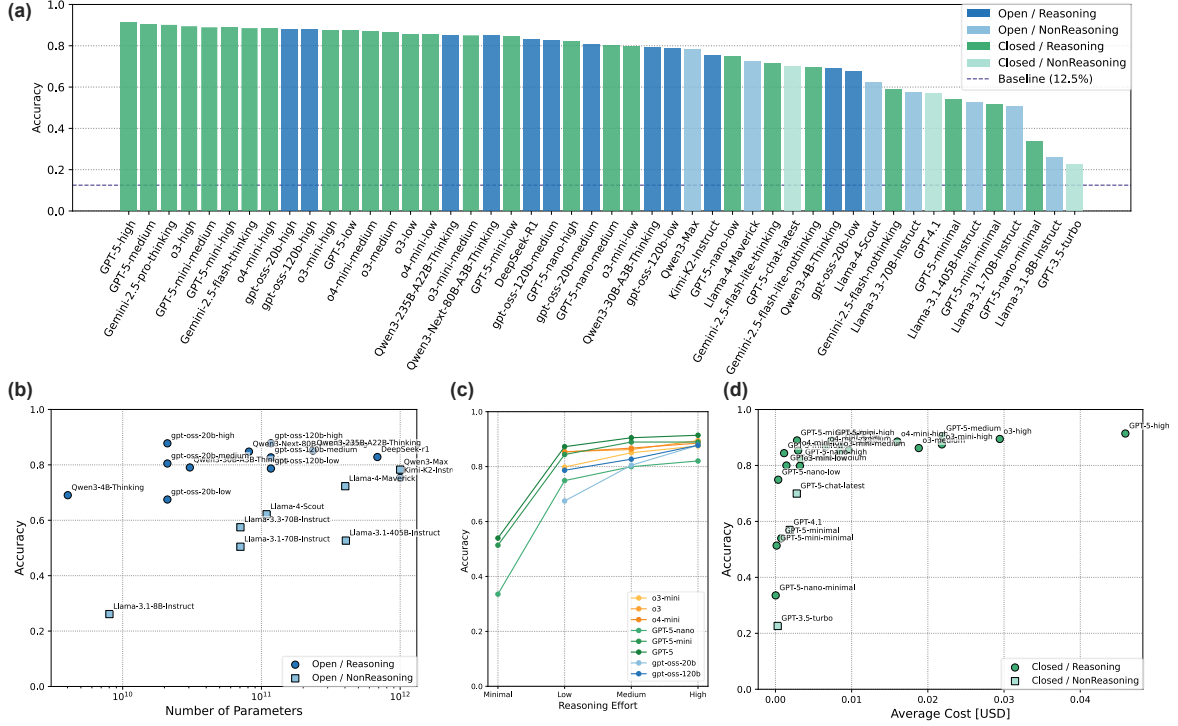 (a)
Accuracy
1.0
0.8
0.6
0.4
0.2
0.0
Open / Reasoning
Open / NonReasoning
Closed / Reasoning
Closed / NonReasoning
Baseline (12.5%)
GPT-5-high
GPT-5-medium
Gemini-2.5-pro-thinking
o3-high
GPT-5-mini-medium
GPT-5-mini-high
Gemini-2.5-flash-thinking
o4-mini-high
gpt-oss-20b-high
gpt-oss-120b-high
o3-mini-high
GPT-5-low
o4-mini-medium
o3-medium
o3-low
o4-mini-low
Qwen3-235B-A22B-Thinking
o3-mini-medium
Qwen3-Next-80B-A3B-Thinking
GPT-5-mini-low
DeepSeek-R1
gpt-oss-120b-medium
GPT-5-nano-high
gpt-oss-20b-medium
GPT-5-nano-medium
o3-mini-low
Qwen3-30B-A3B-Thinking
gpt-oss-120b-low
Qwen3-Max
Kimi-K2-Instruct
GPT-5-nano-low
Llama-4-Maverick
Gemini-2.5-flash-lite-thinking
GPT-5-chat-latest
Gemini-2.5-flash-lite-nothinking
Qwen3-4B-Thinking
gpt-oss-20b-low
Llama-4-Scout
Gemini-2.5-flash-nothinking
Llama-3.3-70B-Instruct
GPT-4.1
GPT-5-minimal
Llama-3.1-405B-Instruct
GPT-5-mini-minimal
Llama-3.1-70B-Instruct
GPT-5-nano-minimal
Llama-3.1-8B-Instruct
GPT-3.5-turbo
(b)
Accuracy
1.0
0.8
0.6
0.4
0.2
0.0
gpt-oss-20b-high
gpt-oss-120b-high
Qwen3-235B-A22B-Thinking
gpt-oss-120b-medium
DeepSeek-r1
gpt-oss-20b-medium
gpt-oss-120b-low
Qwen3-Max
Qwen3-4B-Thinking
Llama-4-Maverick
gpt-oss-20b-low
Llama-4-Scout
Llama-3.3-70B-Instruct
Llama-3.1-70B-Instruct
Llama-3.1-405B-Instruct
Llama-3.1-8B-Instruct
Open / Reasoning
Open / NonReasoning
10^10
10^11
10^12
Number of Parameters
(c)
Accuracy
1.0
0.8
0.6
0.4
0.2
0.0
o3-mini
o3
o4-mini
GPT-5-nano
GPT-5-mini
GPT-5
gpt-oss-20b
gpt-oss-120b
Minimal
Low
Medium
High
Reasoning Effort
(d)
Accuracy
1.0
0.8
0.6
0.4
0.2
0.0
GPT-5-high
GPT-5-medium
o3-high
o4-mini-high
o3-mini-high
GPT-5-nano-high
GPT-5-nano-low
GPT-5-chat-latest
GPT-4.1
GPT-5-minimal
GPT-5-mini-minimal
GPT-5-nano-minimal
GPT-3.5-turbo
Closed / Reasoning
Closed / NonReasoning
0.00
0.01
0.02
0.03
0.04
Average Cost [USD]